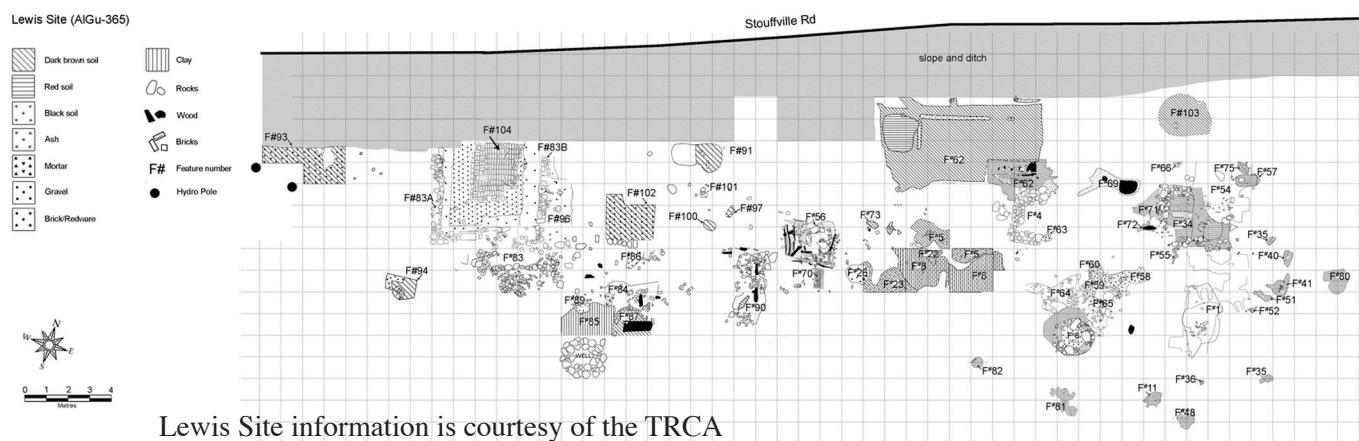 Lewis Site (AlGu-365)
Stouffville Rd
slope and ditch
Dark brown soil
Red soil
Black soil
Ash
Mortar
Gravel
Brick/Redware
Clay
Rocks
Wood
Bricks
F# Feature number
Hydro Pole
F#93
F#104
F#83B
F#91
F#103
F#62
F#62
F#66
F#75
F#57
F#69
F#101
F#102
F#83A
F#96
F#97
F#100
F#56
F#73
F#4
F#63
F#71
F#72
F#54
F#34
F#35
F#5
F#22
F#5
F#8
F#8
F#83
F#86
F#70
F#26
F#23
F#55
F#40
F#60
F#58
F#59
F#64
F#65
F#41
F#80
F#51
F#52
F#94
F#84
F#89
F#85
F#87
F#90
F#1
F*6
WELL
F#82
F#36
F#35
F#11
F#81
F#48
N
W
E
S
0 1 2 3 4
Metres
Lewis Site information is courtesy of the TRCA